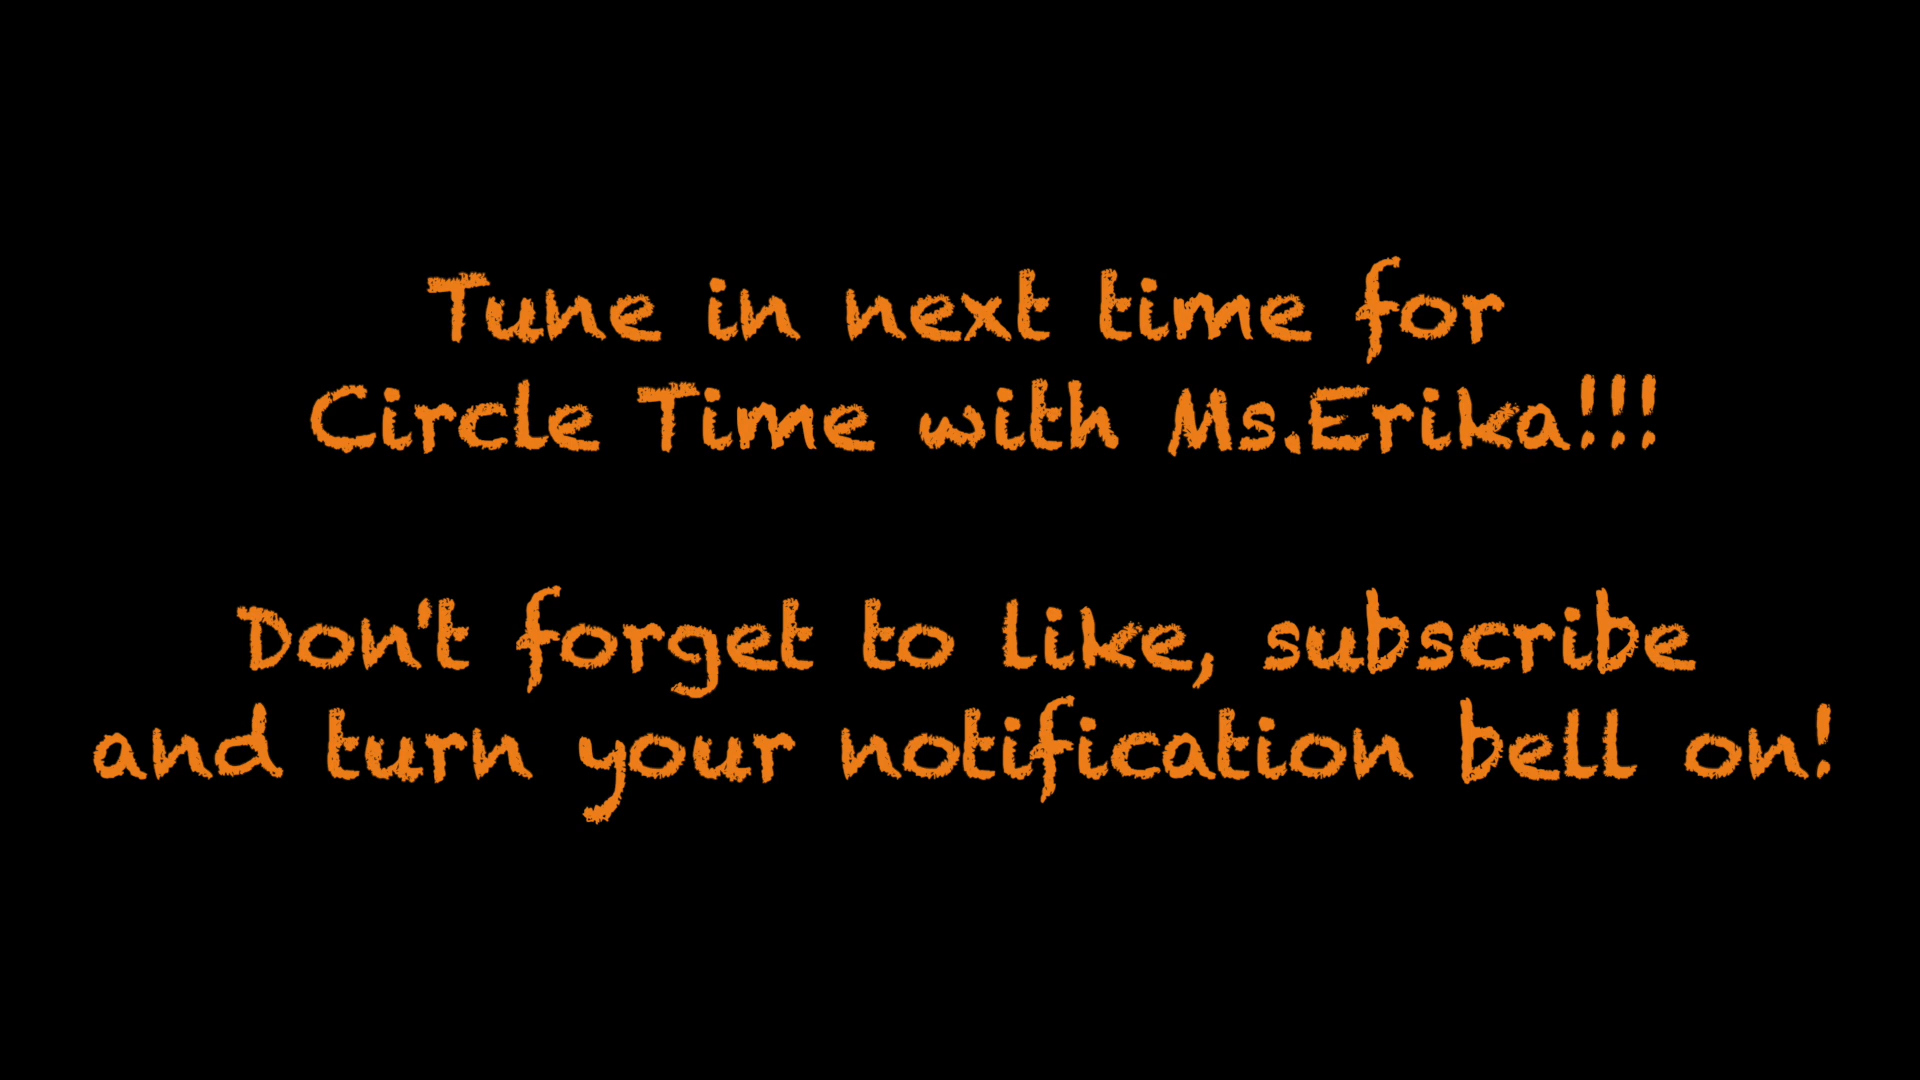 Tune in next time for
Circle Time with Ms.Erika!!!
Don't forget to like, subscribe
and turn your notification bell on!